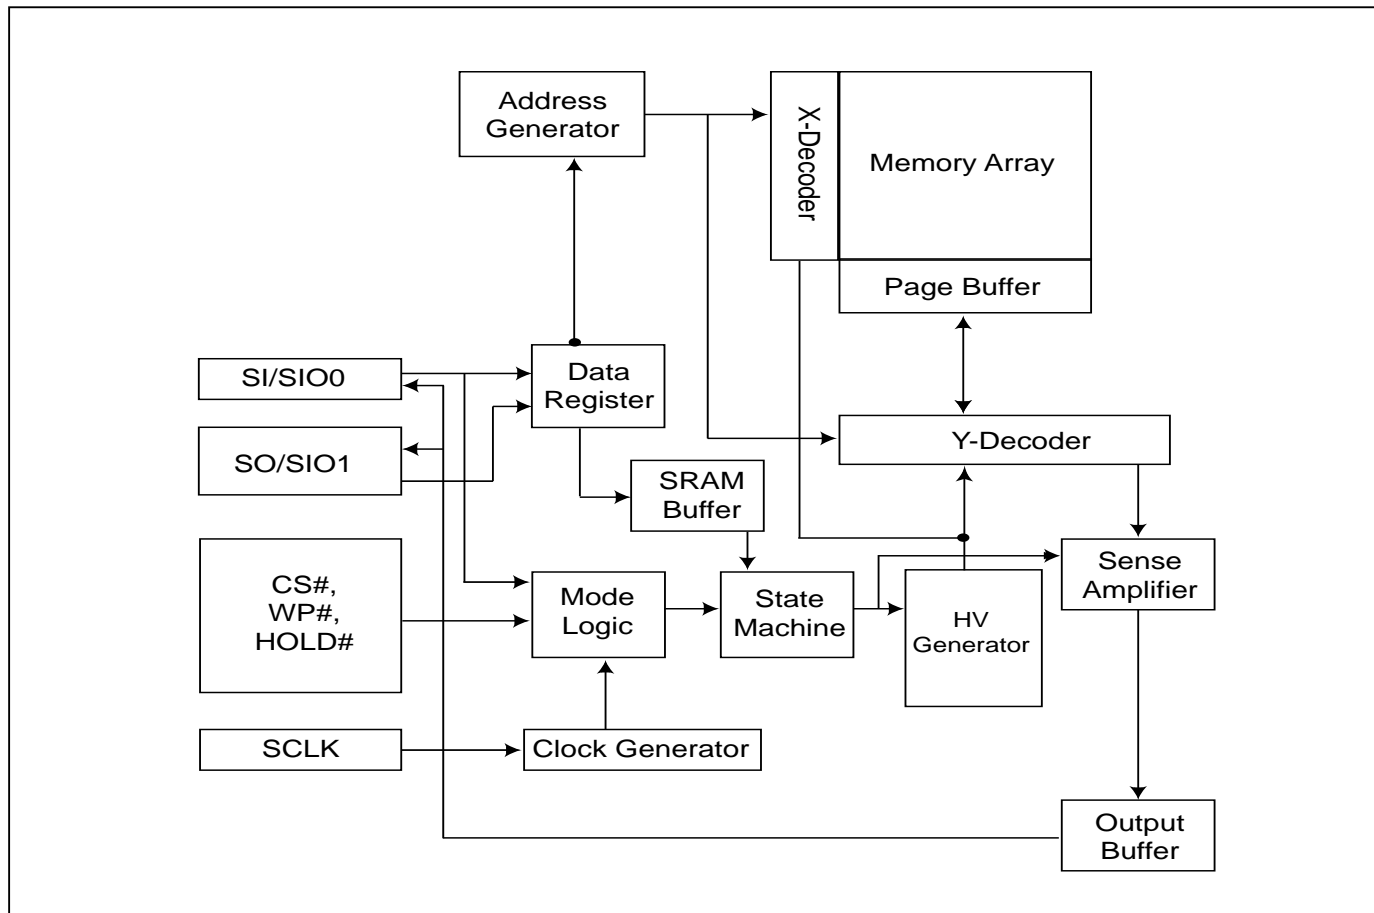 Address
Generator
X-Decoder
Memory Array
Page Buffer
SI/SIO0
Data
Register
SO/SIO1
Y-Decoder
SRAM
Buffer
CS#,
WP#,
HOLD#
Mode
Logic
State
Machine
HV
Generator
Sense
Amplifier
SCLK
Clock Generator
Output
Buffer